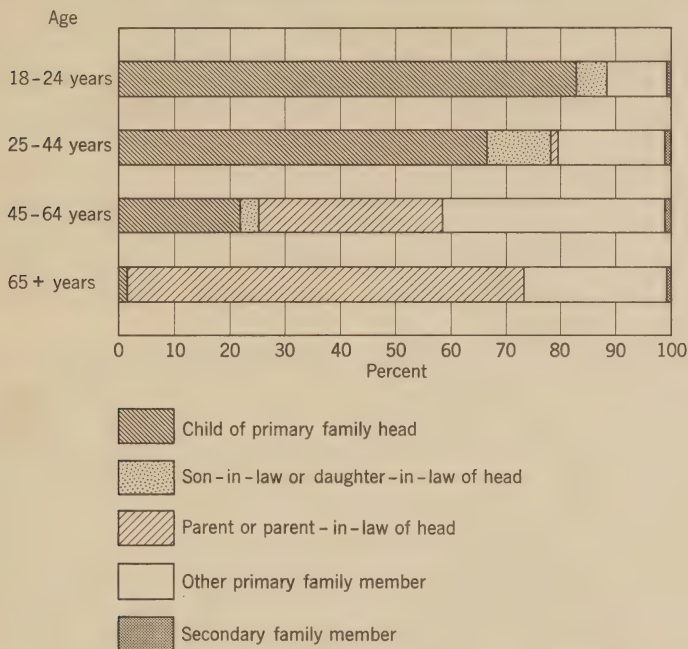 Age
18-24 years
25-44 years
45-64 years
65+ years
0 10 20 30 40 50 60 70 80 90 100
Percent
Child of primary family head
Son-in-law or daughter-in-law of head
Parent or parent-in-law of head
Other primary family member
Secondary family member